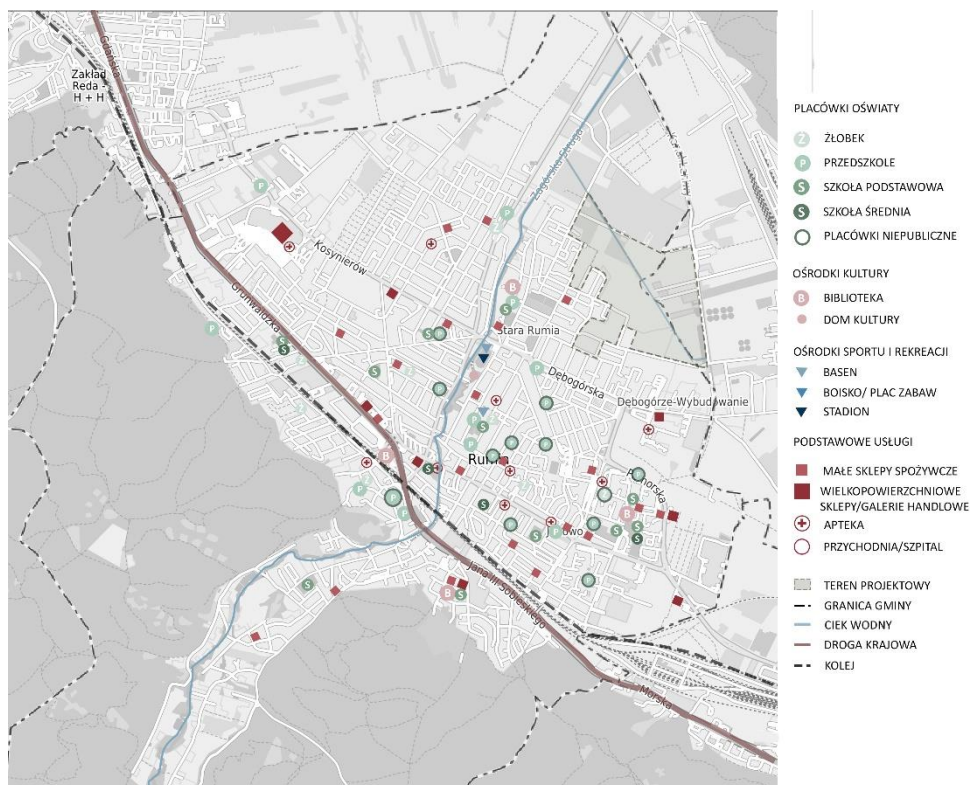 Gdańska
Zakład
Reda -
H + H
Zagórska Struga
Kosynierów
Grunwaldzka
Stara Rumia
Dębogórska
Dębogórze-Wybudowanie
Rumia
Pomorska
Jana III Sobieskiego
Morska
PLACÓWKI OŚWIATY
Ż ŻŁOBEK
P PRZEDSZKOLE
S SZKOŁA PODSTAWOWA
S SZKOŁA ŚREDNIA
PLACÓWKI NIEPUBLICZNE
OŚRODKI KULTURY
B BIBLIOTEKA
DOM KULTURY
OŚRODKI SPORTU I REKREACJI
BASEN
BOISKO/ PLAC ZABAW
STADION
PODSTAWOWE USŁUGI
MAŁE SKLEPY SPOŻYWCZE
WIELKOPOWIERZCHNIOWE
SKLEPY/GALERIE HANDLOWE
APTEKA
PRZYCHODNIA/SZPITAL
TEREN PROJEKTOWY
GRANICA GMINY
CIEK WODNY
DROGA KRAJOWA
KOLEJ